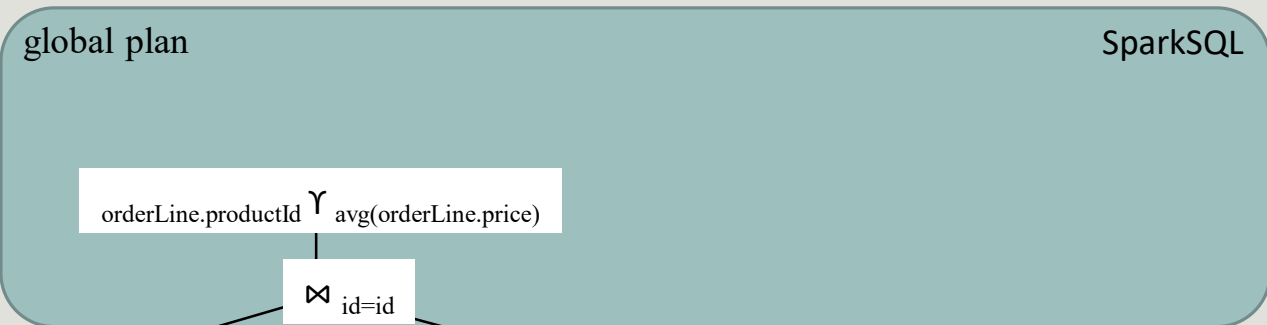 global plan
SparkSQL
orderLine.productId ϒ avg(orderLine.price)
⋈ id=id